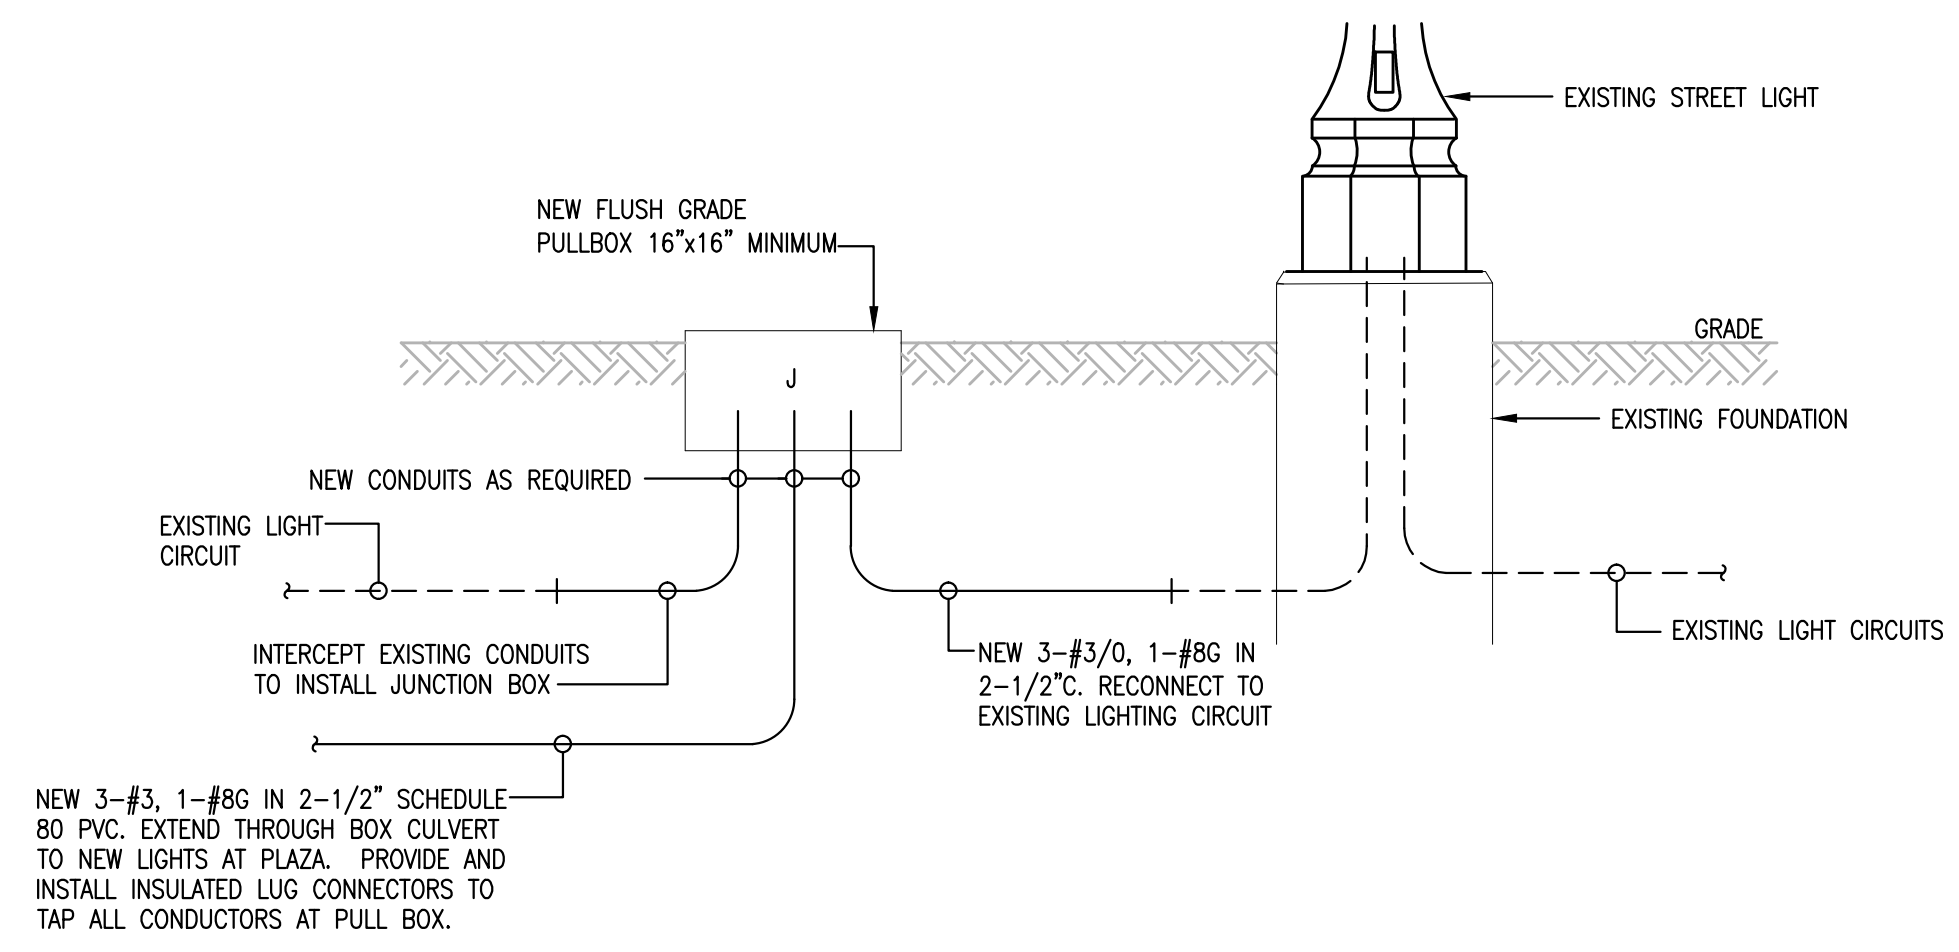 EXISTING STREET LIGHT
NEW FLUSH GRADE
PULLBOX 16"x16" MINIMUM
GRADE
J
EXISTING FOUNDATION
NEW CONDUITS AS REQUIRED
EXISTING LIGHT
CIRCUIT
EXISTING LIGHT CIRCUITS
INTERCEPT EXISTING CONDUITS
TO INSTALL JUNCTION BOX
NEW 3-#3/0, 1-#8G IN
2-1/2"C. RECONNECT TO
EXISTING LIGHTING CIRCUIT
NEW 3-#3, 1-#8G IN 2-1/2" SCHEDULE
80 PVC. EXTEND THROUGH BOX CULVERT
TO NEW LIGHTS AT PLAZA. PROVIDE AND
INSTALL INSULATED LUG CONNECTORS TO
TAP ALL CONDUCTORS AT PULL BOX.